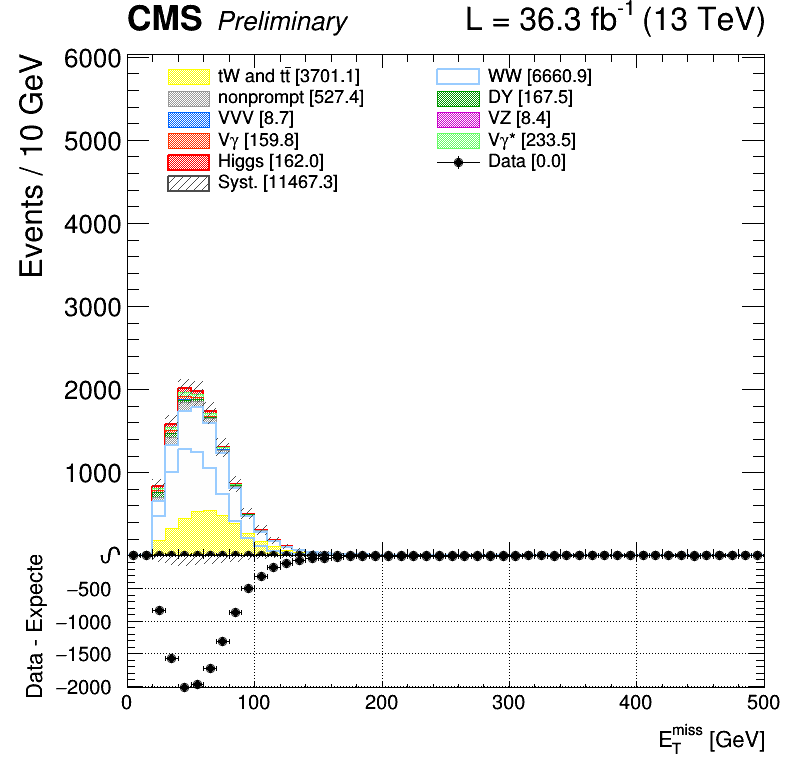 CMS Preliminary L = 36.3 fb⁻¹ (13 TeV)
Events / 10 GeV
6000
5000
4000
3000
2000
1000
0
tW and tt̄ [3701.1]
nonprompt [527.4]
VVV [8.7]
Vγ [159.8]
Higgs [162.0]
Syst. [11467.3]
WW [6660.9]
DY [167.5]
VZ [8.4]
Vγ* [233.5]
Data [0.0]
Data - Expecte
−500
−1000
−1500
−2000
0 100 200 300 400 500
E_T^miss [GeV]